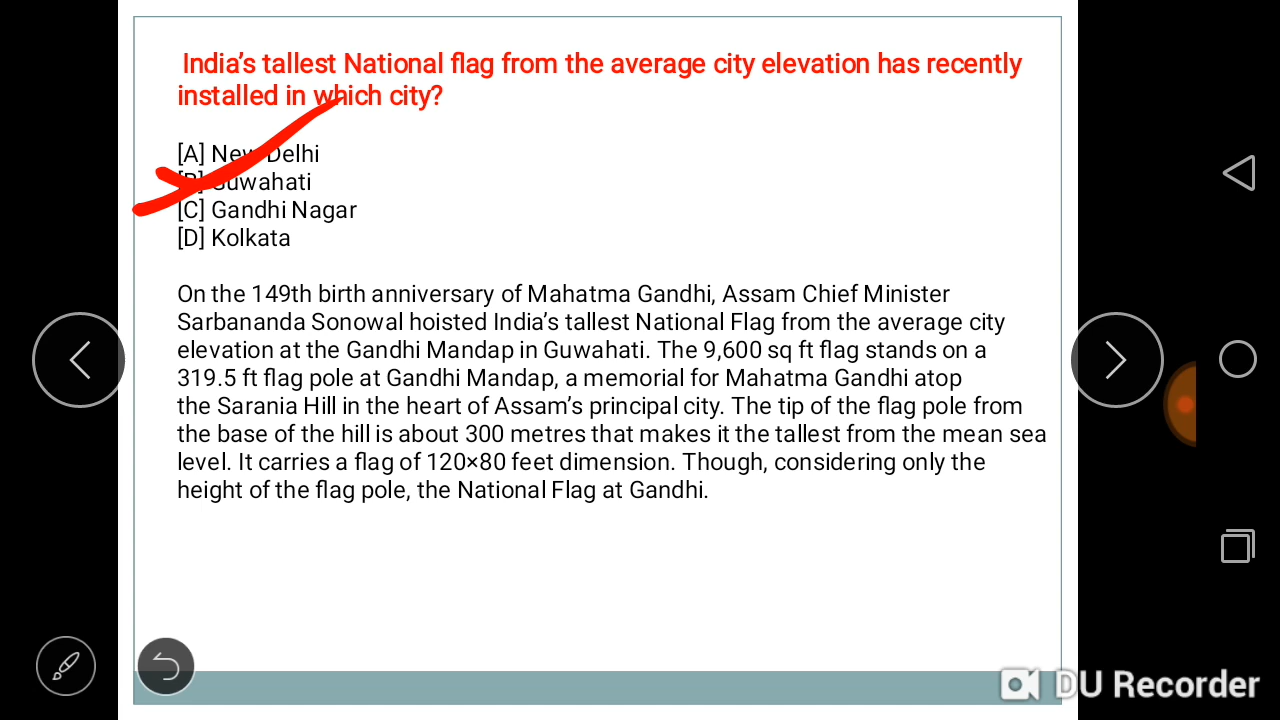 India's tallest National flag from the average city elevation has recently
installed in which city?
[A] New Delhi
[B] Guwahati
[C] Gandhi Nagar
[D] Kolkata
On the 149th birth anniversary of Mahatma Gandhi, Assam Chief Minister
Sarbananda Sonowal hoisted India's tallest National Flag from the average city
elevation at the Gandhi Mandap in Guwahati. The 9,600 sq ft flag stands on a
319.5 ft flag pole at Gandhi Mandap, a memorial for Mahatma Gandhi atop
the Sarania Hill in the heart of Assam's principal city. The tip of the flag pole from
the base of the hill is about 300 metres that makes it the tallest from the mean sea
level. It carries a flag of 120×80 feet dimension. Though, considering only the
height of the flag pole, the National Flag at Gandhi.
DU Recorder